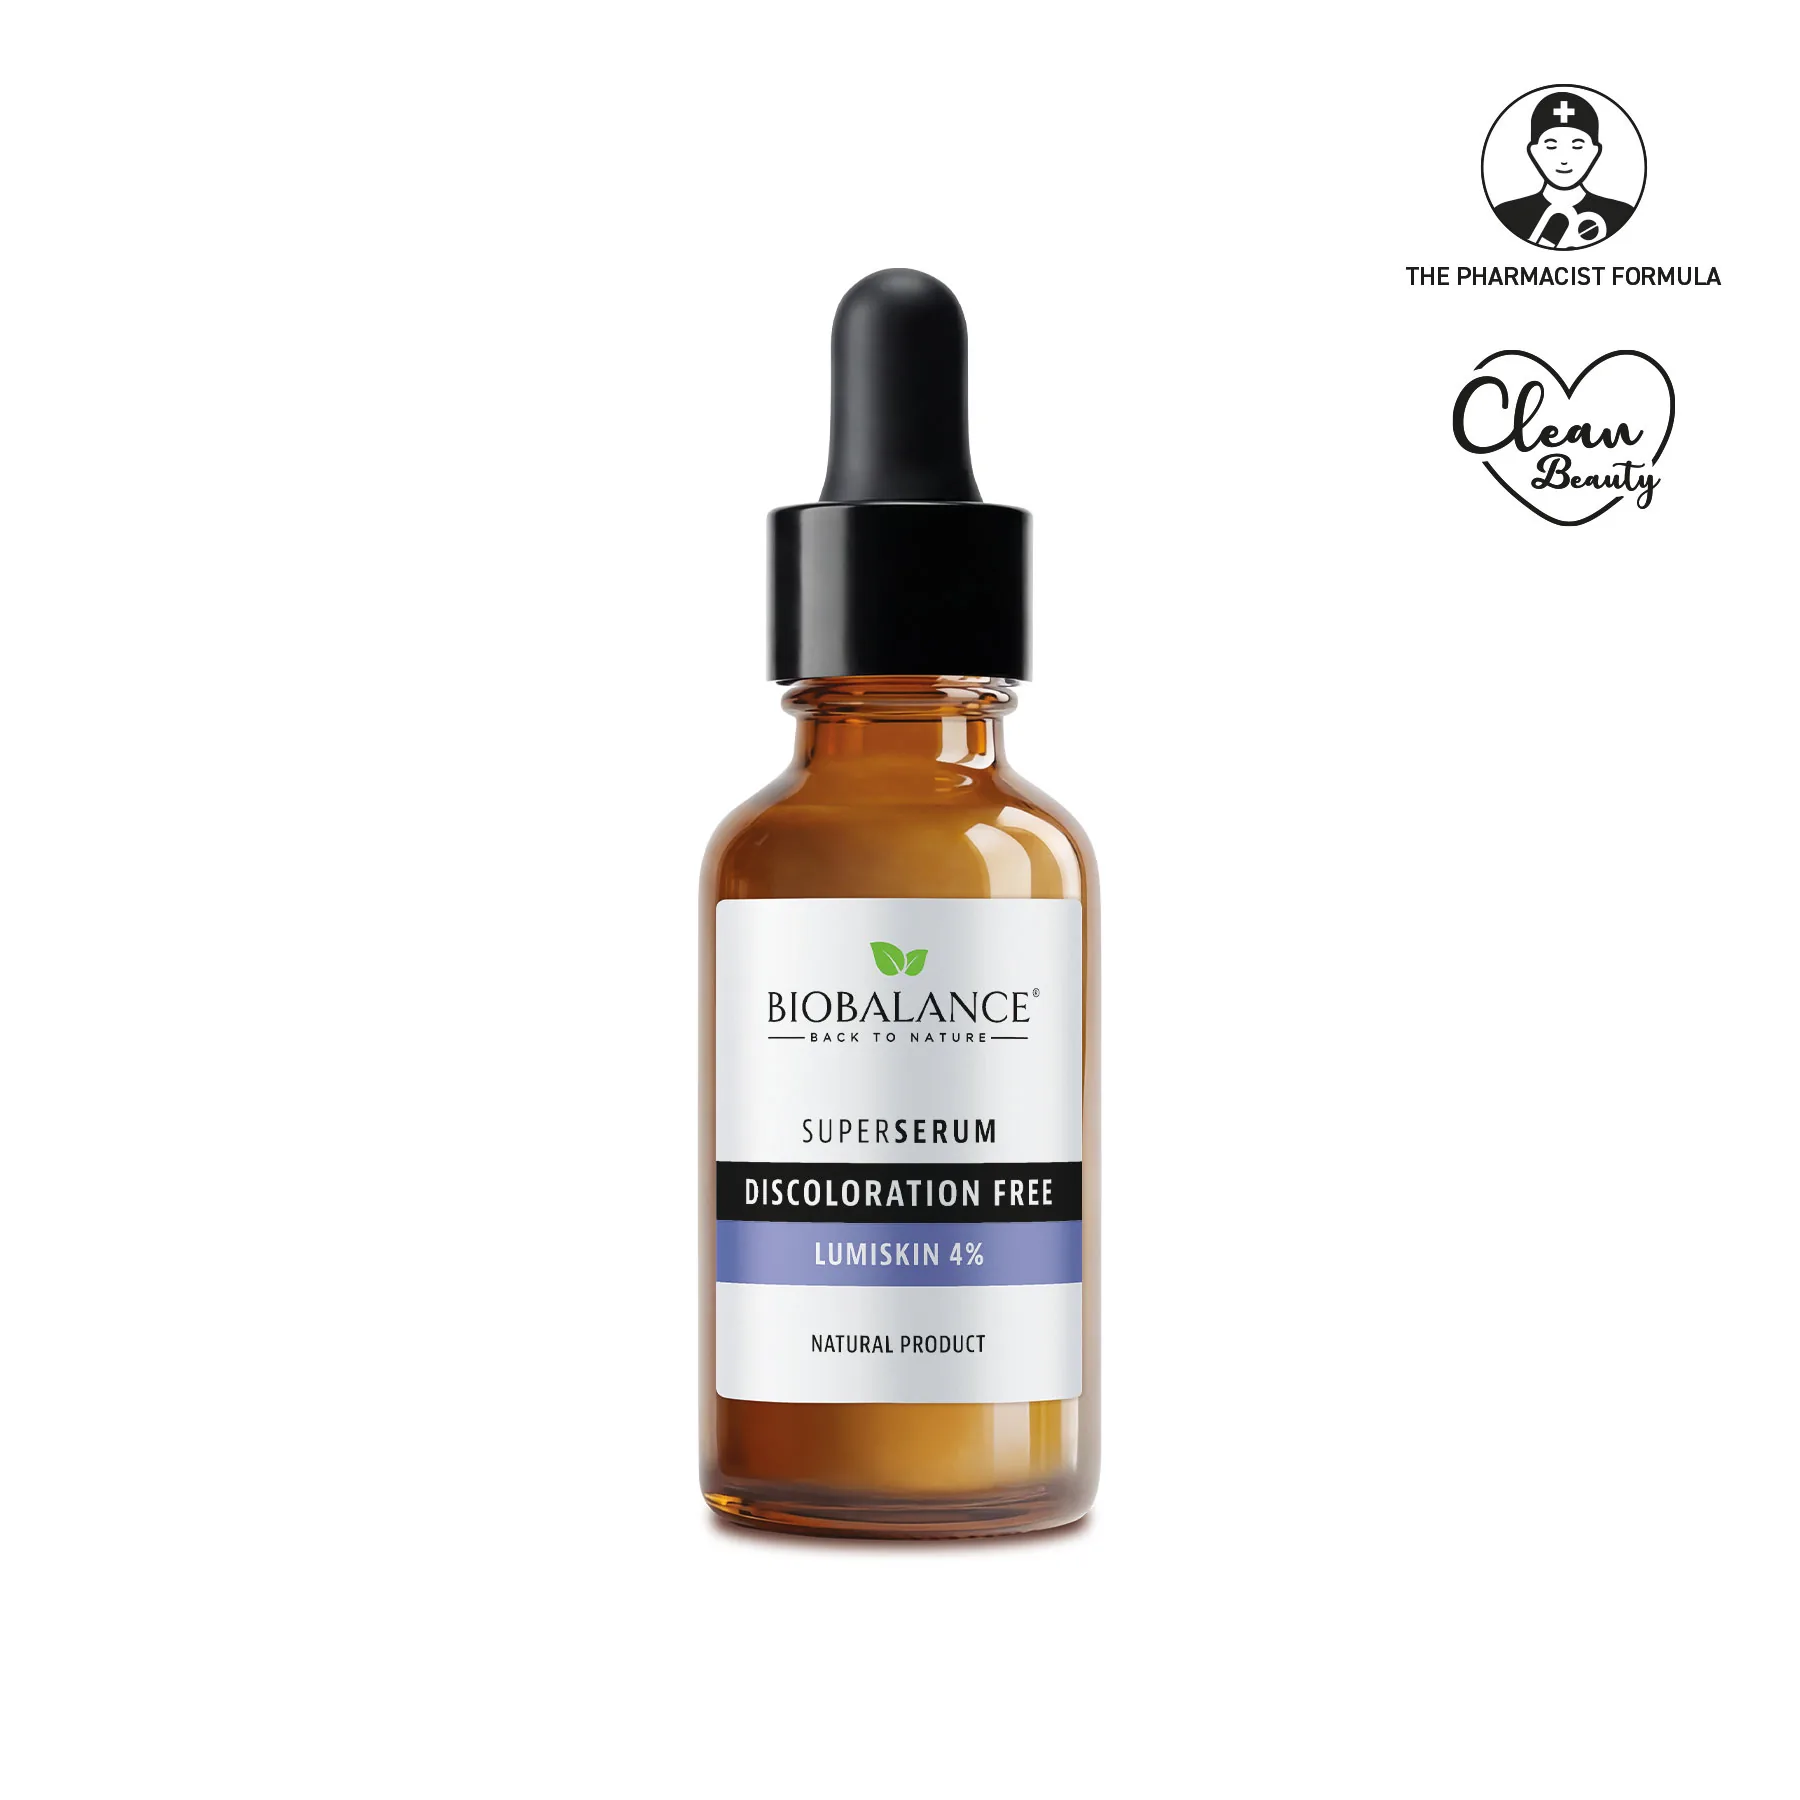 THE PHARMACIST FORMULA
Clean
Beauty
BIOBALANCE®
BACK TO NATURE
SUPERSERUM
DISCOLORATION FREE
LUMISKIN 4%
NATURAL PRODUCT